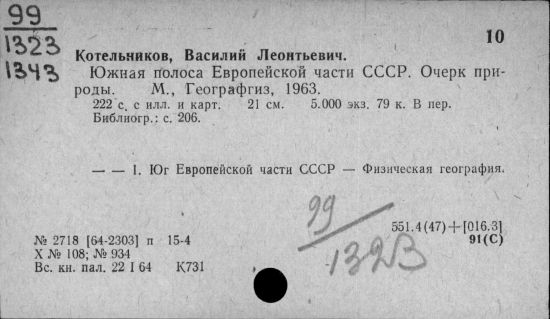 99
1323
1343
10
Котельников, Василий Леонтьевич.
Южная полоса Европейской части СССР. Очерк при-
роды. М., Географгиз, 1963.
222 с. с илл. и карт. 21 см. 5.000 экз. 79 к. В пер.
Библиогр.: с. 206.
— — 1. Юг Европейской части СССР — Физическая география.
99
132В
551.4(47)+[016.3]
91(С)
№ 2718 [64-2303] п 15-4
Х № 108; № 934
Вс. кн. пал. 22 I 64 К731